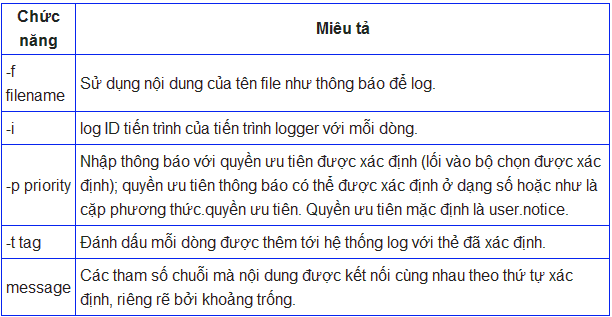 Chức năng
Miêu tả
-f filename
Sử dụng nội dung của tên file như thông báo để log.
-i
log ID tiến trình của tiến trình logger với mỗi dòng.
-p priority
Nhập thông báo với quyền ưu tiên được xác định (lối vào bộ chọn được xác
định); quyền ưu tiên thông báo có thể được xác định ở dạng số hoặc như là
cặp phương thức.quyền ưu tiên. Quyền ưu tiên mặc định là user.notice.
-t tag
Đánh dấu mỗi dòng được thêm tới hệ thống log với thẻ đã xác định.
message
Các tham số chuỗi mà nội dung được kết nối cùng nhau theo thứ tự xác
định, riêng rẽ bởi khoảng trống.